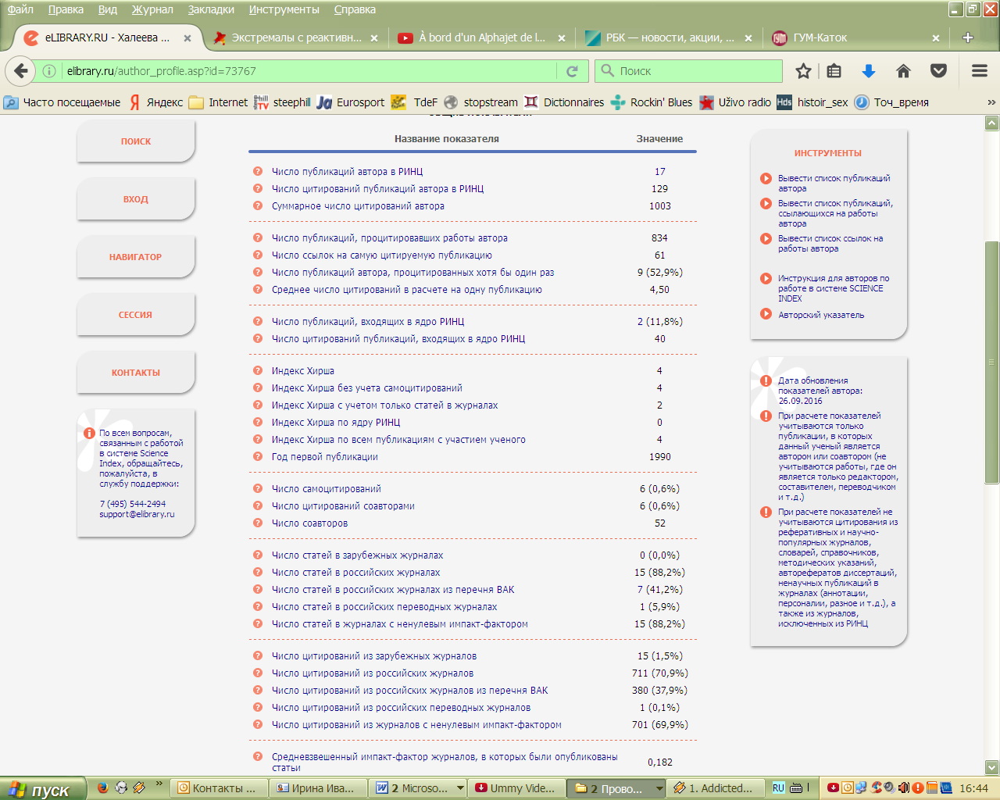 Файл Правка Вид Журнал Закладки Инструменты Справка
eLIBRARY.RU - Халеева ...
Экстремалы с реактивн...
À bord d'un Alphajet de l...
РБК — новости, акции, ...
ГУМ-Каток
elibrary.ru/author_profile.asp?id=73767
Поиск
Часто посещаемые Яндекс Internet steephill Eurosport TdeF stopstream Dictionnaires Rockin' Blues Uživo radio histoir_sex Точ_время »
ПОИСК
ВХОД
НАВИГАТОР
СЕССИЯ
КОНТАКТЫ
По всем вопросам,
связанным с работой
в системе Science
Index, обращайтесь,
пожалуйста, в
службу поддержки:
7 (495) 544-2494
support@elibrary.ru
Название показателя Значение
Число публикаций автора в РИНЦ 17
Число цитирований публикаций автора в РИНЦ 129
Суммарное число цитирований автора 1003
Число публикаций, процитировавших работы автора 834
Число ссылок на самую цитируемую публикацию 61
Число публикаций автора, процитированных хотя бы один раз 9 (52,9%)
Среднее число цитирований в расчете на одну публикацию 4,50
Число публикаций, входящих в ядро РИНЦ 2 (11,8%)
Число цитирований публикаций, входящих в ядро РИНЦ 40
Индекс Хирша 4
Индекс Хирша без учета самоцитирований 4
Индекс Хирша с учетом только статей в журналах 2
Индекс Хирша по ядру РИНЦ 0
Индекс Хирша по всем публикациям с участием ученого 4
Год первой публикации 1990
Число самоцитирований 6 (0,6%)
Число цитирований соавторами 6 (0,6%)
Число соавторов 52
Число статей в зарубежных журналах 0 (0,0%)
Число статей в российских журналах 15 (88,2%)
Число статей в российских журналах из перечня ВАК 7 (41,2%)
Число статей в российских переводных журналах 1 (5,9%)
Число статей в журналах с ненулевым импакт-фактором 15 (88,2%)
Число цитирований из зарубежных журналов 15 (1,5%)
Число цитирований из российских журналов 711 (70,9%)
Число цитирований из российских журналов из перечня ВАК 380 (37,9%)
Число цитирований из российских переводных журналов 1 (0,1%)
Число цитирований из журналов с ненулевым импакт-фактором 701 (69,9%)
Средневзвешенный импакт-фактор журналов, в которых были опубликованы
статьи 0,182
ИНСТРУМЕНТЫ
Вывести список публикаций
автора
Вывести список публикаций,
ссылающихся на работы
автора
Вывести список ссылок на
работы автора
Инструкция для авторов по
работе в системе SCIENCE
INDEX
Авторский указатель
Дата обновления
показателей автора:
26.09.2016
При расчете показателей
учитываются только
публикации, в которых
данный ученый является
автором или соавтором (не
учитываются работы, где он
является только редактором,
составителем, переводчиком
и т.д.)
При расчете показателей не
учитываются цитирования из
реферативных и научно-
популярных журналов,
словарей, справочников,
методических указаний,
авторефератов диссертаций,
ненаучных публикаций в
журналах (аннотации,
персоналии, разное и т.д.), а
также из журналов,
исключенных из РИНЦ
пуск » Контакты ... Ирина Ива... 2 Microso... Ummy Vide... 2 Прово... 1. Addicted... RU 16:44